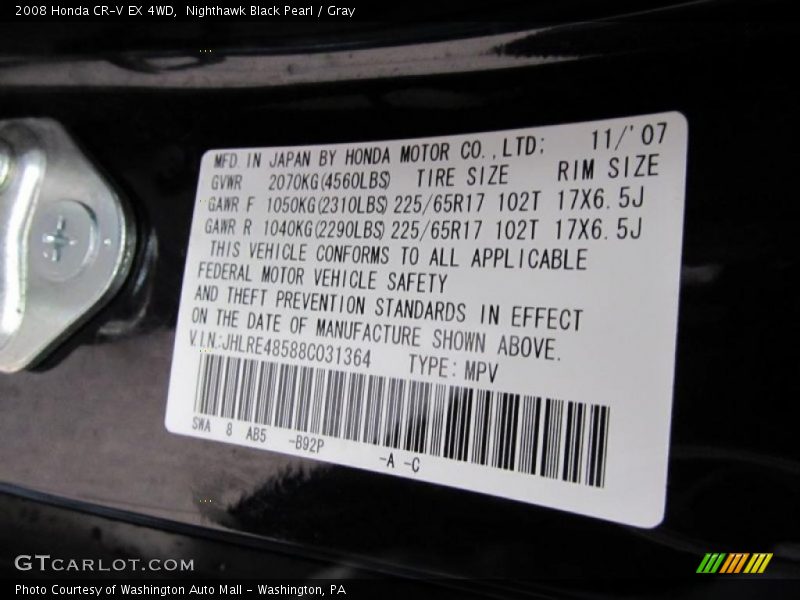 2008 Honda CR-V EX 4WD, Nighthawk Black Pearl / Gray
MFD. IN JAPAN BY HONDA MOTOR CO.,LTD; 11/'07
GVWR 2070KG(4560LBS) TIRE SIZE RIM SIZE
GAWR F 1050KG(2310LBS) 225/65R17 102T 17X6.5J
GAWR R 1040KG(2290LBS) 225/65R17 102T 17X6.5J
THIS VEHICLE CONFORMS TO ALL APPLICABLE
FEDERAL MOTOR VEHICLE SAFETY
AND THEFT PREVENTION STANDARDS IN EFFECT
ON THE DATE OF MANUFACTURE SHOWN ABOVE.
V.I.N:JHLRE48588C031364 TYPE: MPV
SWA 8 AB5 -B92P -A -C
GTCARLOT.COM
Photo Courtesy of Washington Auto Mall - Washington, PA